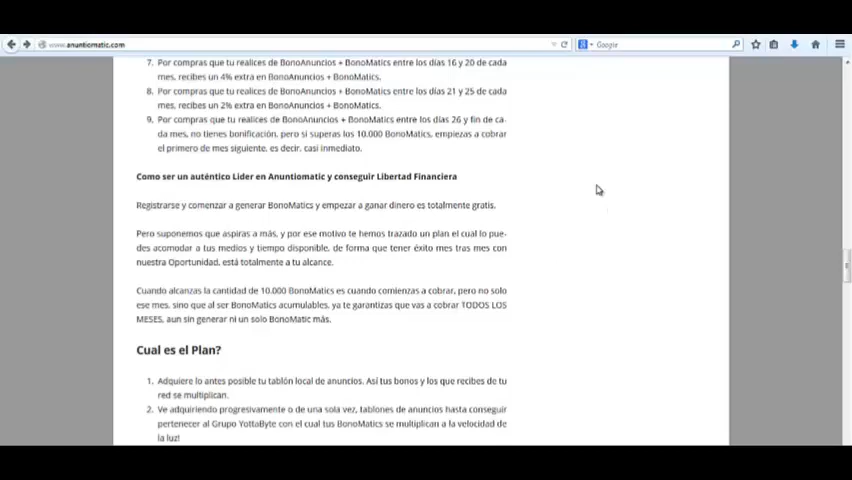 www.anuntiomatic.com
Google
7. Por compras que tu realices de BonoAnuncios + BonoMatics entre los días 16 y 20 de cada
mes, recibes un 4% extra en BonoAnuncios + BonoMatics.
8. Por compras que tu realices de BonoAnuncios + BonoMatics entre los días 21 y 25 de cada
mes, recibes un 2% extra en BonoAnuncios + BonoMatics.
9. Por compras que tu realices de BonoAnuncios + BonoMatics entre los días 26 y fin de ca-
da mes, no tienes bonificación, pero si superas los 10.000 BonoMatics, empiezas a cobrar
el primero de mes siguiente, es decir, casi inmediato.
Como ser un auténtico Lider en Anuntiomatic y conseguir Libertad Financiera
Registrarse y comenzar a generar BonoMatics y empezar a ganar dinero es totalmente gratis.
Pero suponemos que aspiras a más, y por ese motivo te hemos trazado un plan el cual lo pue-
des acomodar a tus medios y tiempo disponible, de forma que tener éxito mes tras mes con
nuestra Oportunidad, está totalmente a tu alcance.
Cuando alcanzas la cantidad de 10.000 BonoMatics es cuando comienzas a cobrar, pero no solo
ese mes, sino que al ser BonoMatics acumulables, ya te garantizas que vas a cobrar TODOS LOS
MESES, aun sin generar ni un solo BonoMatic más.
Cual es el Plan?
1. Adquiere lo antes posible tu tablón local de anuncios. Así tus bonos y los que recibes de tu
red se multiplican.
2. Ve adquiriendo progresivamente o de una sola vez, tablones de anuncios hasta conseguir
pertenecer al Grupo YottaByte con el cual tus BonoMatics se multiplican a la velocidad de
la luz!